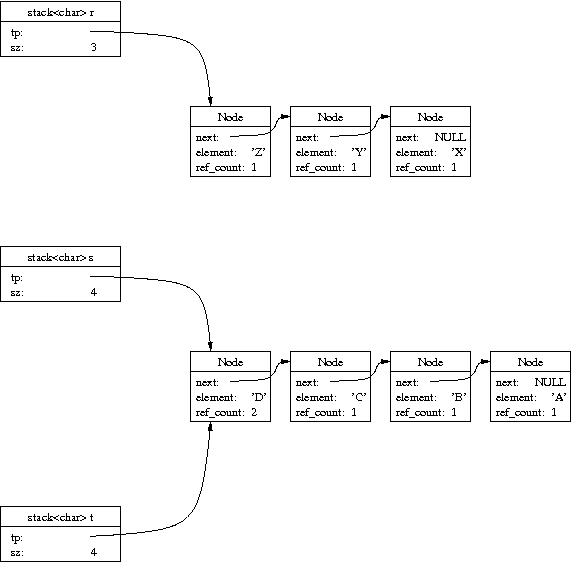 stack<char> r
tp:
sz: 3
Node Node Node
next: next: next: NULL
element: 'Z' element: 'Y' element: 'X'
ref_count: 1 ref_count: 1 ref_count: 1
stack<char> s
tp:
sz: 4
Node Node Node Node
next: next: next: next: NULL
element: 'D' element: 'C' element: 'B' element: 'A'
ref_count: 2 ref_count: 1 ref_count: 1 ref_count: 1
stack<char> t
tp:
sz: 4